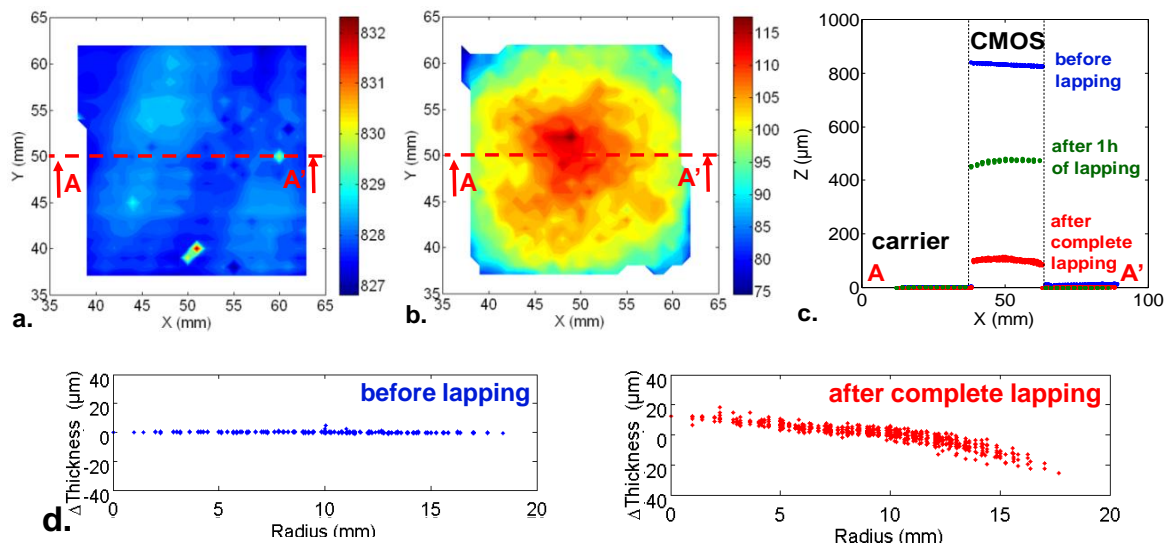 65
60
55
50
45
40
35
Y (mm)
A
A'
35 40 45 50 55 60 65
X (mm)
a.
832
831
830
829
828
827
65
60
55
50
45
40
35
Y (mm)
A
A'
35 40 45 50 55 60 65
X (mm)
b.
115
110
105
100
95
90
85
80
75
1000
800
600
400
200
0
Z (µm)
CMOS
before
lapping
after 1h
of lapping
after
complete
lapping
carrier
A
A'
0 50 100
X (mm)
c.
40
20
0
-20
-40
ΔThickness (µm)
before lapping
0 5 10 15 20
Radius (mm)
d.
40
20
0
-20
-40
ΔThickness (µm)
after complete lapping
0 5 10 15 20
Radius (mm)